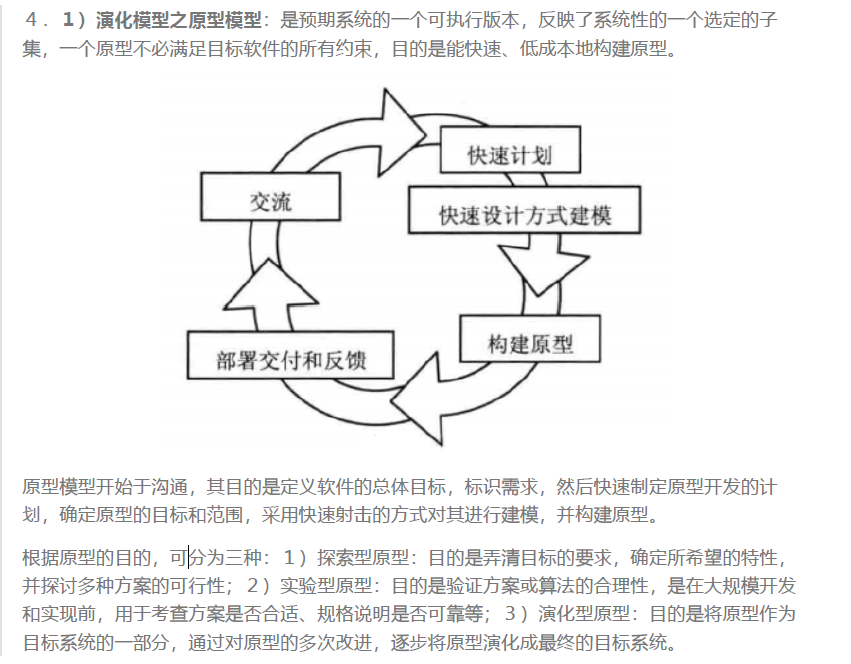 4．1）演化模型之原型模型：是预期系统的一个可执行版本，反映了系统性的一个选定的子
集，一个原型不必满足目标软件的所有约束，目的是能快速、低成本地构建原型。
快速计划
交流
快速设计方式建模
构建原型
部署交付和反馈
原型模型开始于沟通，其目的是定义软件的总体目标，标识需求，然后快速制定原型开发的计
划，确定原型的目标和范围，采用快速射击的方式对其进行建模，并构建原型。
根据原型的目的，可分为三种：1）探索型原型：目的是弄清目标的要求，确定所希望的特性，
并探讨多种方案的可行性；2）实验型原型：目的是验证方案或算法的合理性，是在大规模开发
和实现前，用于考查方案是否合适、规格说明是否可靠等；3）演化型原型：目的是将原型作为
目标系统的一部分，通过对原型的多次改进，逐步将原型演化成最终的目标系统。